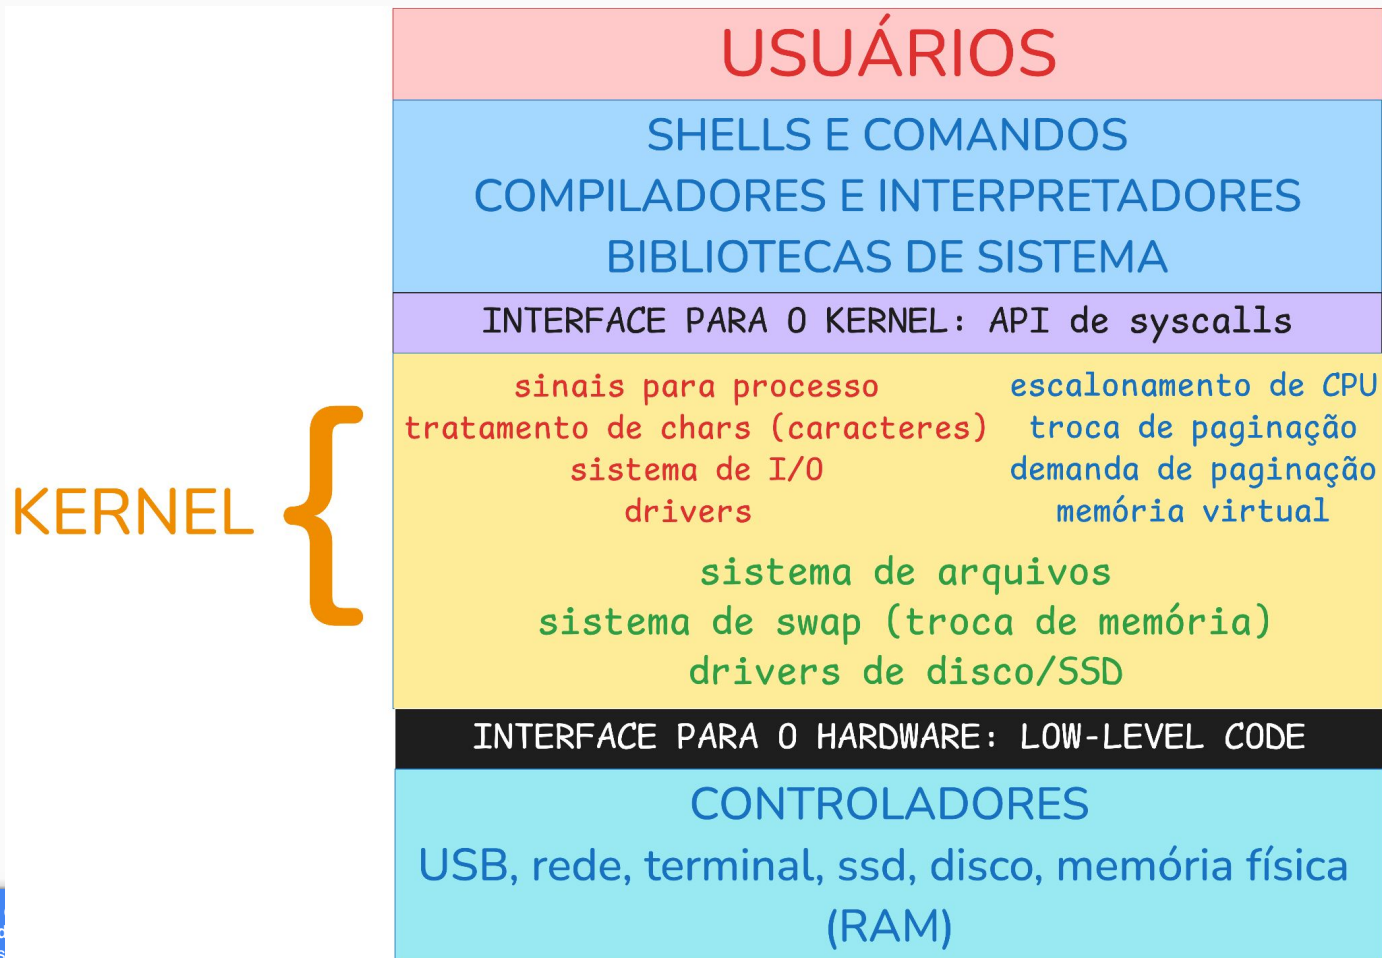 USUÁRIOS
SHELLS E COMANDOS
COMPILADORES E INTERPRETADORES
BIBLIOTECAS DE SISTEMA
INTERFACE PARA O KERNEL: API de syscalls
KERNEL {
sinais para processo
tratamento de chars (caracteres)
sistema de I/O
drivers
escalonamento de CPU
troca de paginação
demanda de paginação
memória virtual
sistema de arquivos
sistema de swap (troca de memória)
drivers de disco/SSD
INTERFACE PARA O HARDWARE: LOW-LEVEL CODE
CONTROLADORES
USB, rede, terminal, ssd, disco, memória física
(RAM)